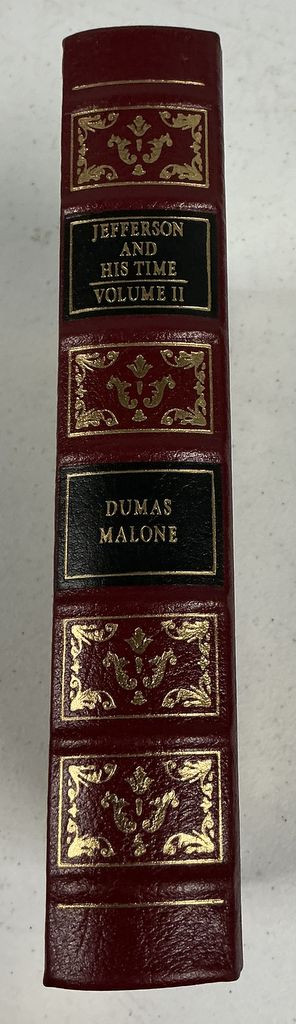 JEFFERSON
AND
HIS TIME
VOLUME II
DUMAS
MALONE